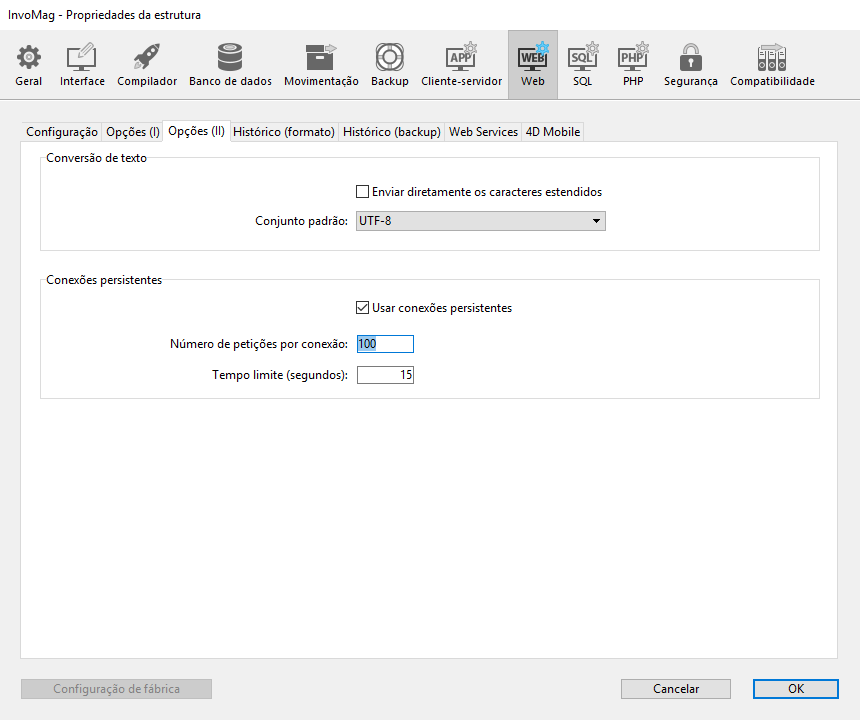 InvoMag - Propriedades da estrutura
APP WEB SQL PHP
Geral Interface Compilador Banco de dados Movimentação Backup Cliente-servidor Web SQL PHP Segurança Compatibilidade
Configuração Opções (I) Opções (II) Histórico (formato) Histórico (backup) Web Services 4D Mobile
Conversão de texto
Enviar diretamente os caracteres estendidos
Conjunto padrão: UTF-8
Conexões persistentes
Usar conexões persistentes
Número de petições por conexão: 100
Tempo limite (segundos): 15
Configuração de fábrica Cancelar OK